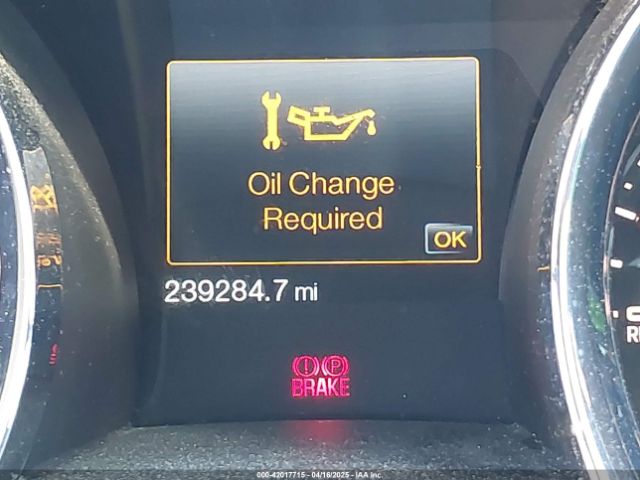 Oil Change
Required
OK
239284.7 mi
BRAKE
000-42017715 - 04/16/2025 - IAA Inc.